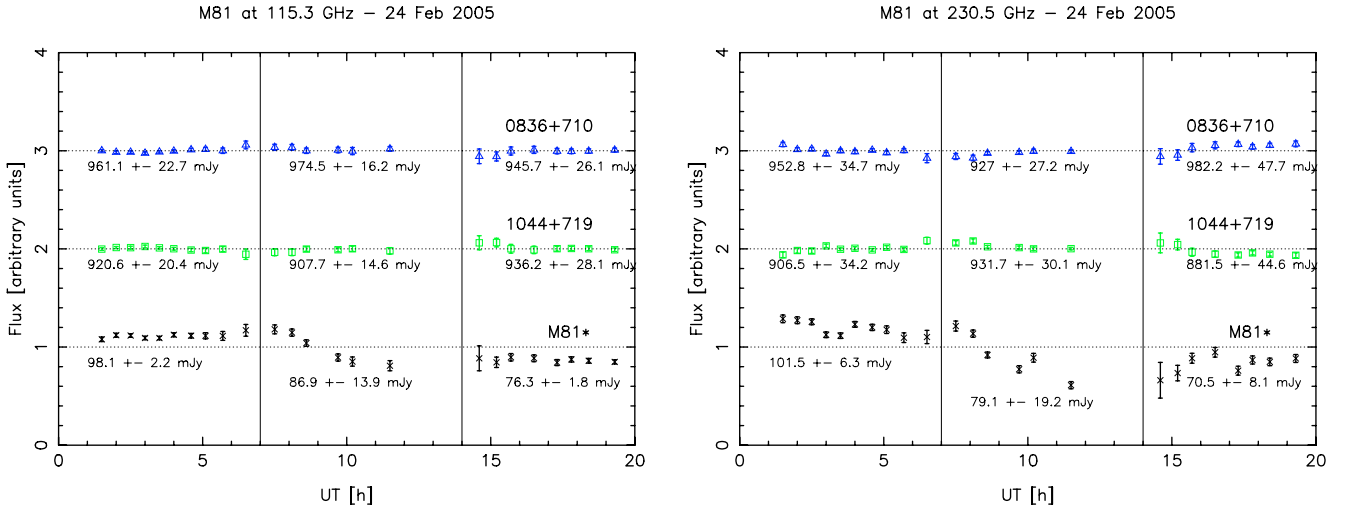 M81 at 115.3 GHz – 24 Feb 2005
Flux [arbitrary units]
4
3
2
1
0
0836+710
961.1 +– 22.7 mJy
974.5 +– 16.2 mJy
945.7 +– 26.1 mJy
1044+719
920.6 +– 20.4 mJy
907.7 +– 14.6 mJy
936.2 +– 28.1 mJy
M81*
98.1 +– 2.2 mJy
86.9 +– 13.9 mJy
76.3 +– 1.8 mJy
0 5 10 15 20
UT [h]
M81 at 230.5 GHz – 24 Feb 2005
Flux [arbitrary units]
4
3
2
1
0
0836+710
952.8 +– 34.7 mJy
927 +– 27.2 mJy
982.2 +– 47.7 mJy
1044+719
906.5 +– 34.2 mJy
931.7 +– 30.1 mJy
881.5 +– 44.6 mJy
M81*
101.5 +– 6.3 mJy
79.1 +– 19.2 mJy
70.5 +– 8.1 mJy
0 5 10 15 20
UT [h]